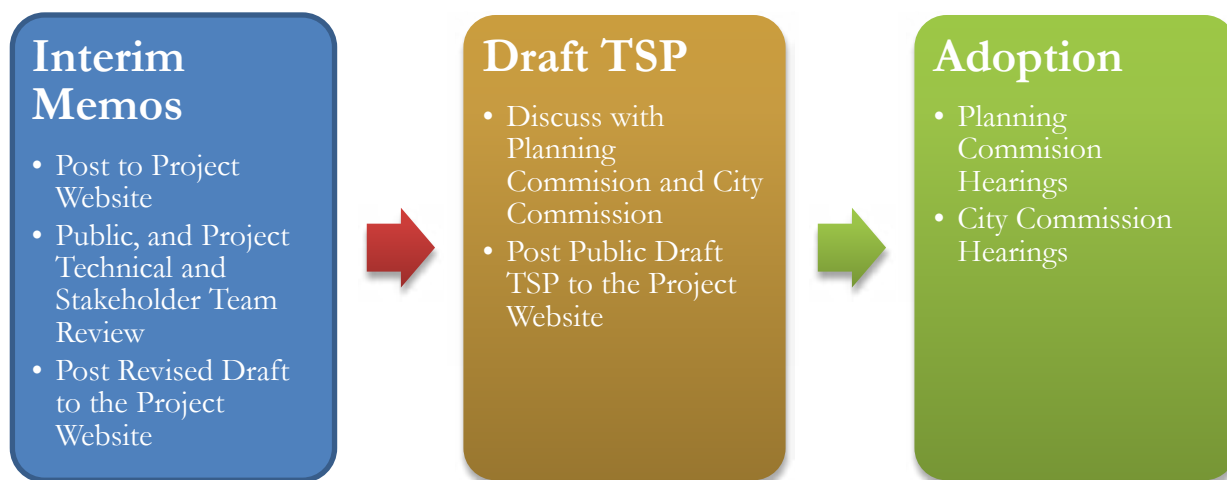 Interim
Memos
• Post to Project
Website
• Public, and Project
Technical and
Stakeholder Team
Review
• Post Revised Draft
to the Project
Website
Draft TSP
• Discuss with
Planning
Commision and City
Commission
• Post Public Draft
TSP to the Project
Website
Adoption
• Planning
Commision
Hearings
• City Commission
Hearings